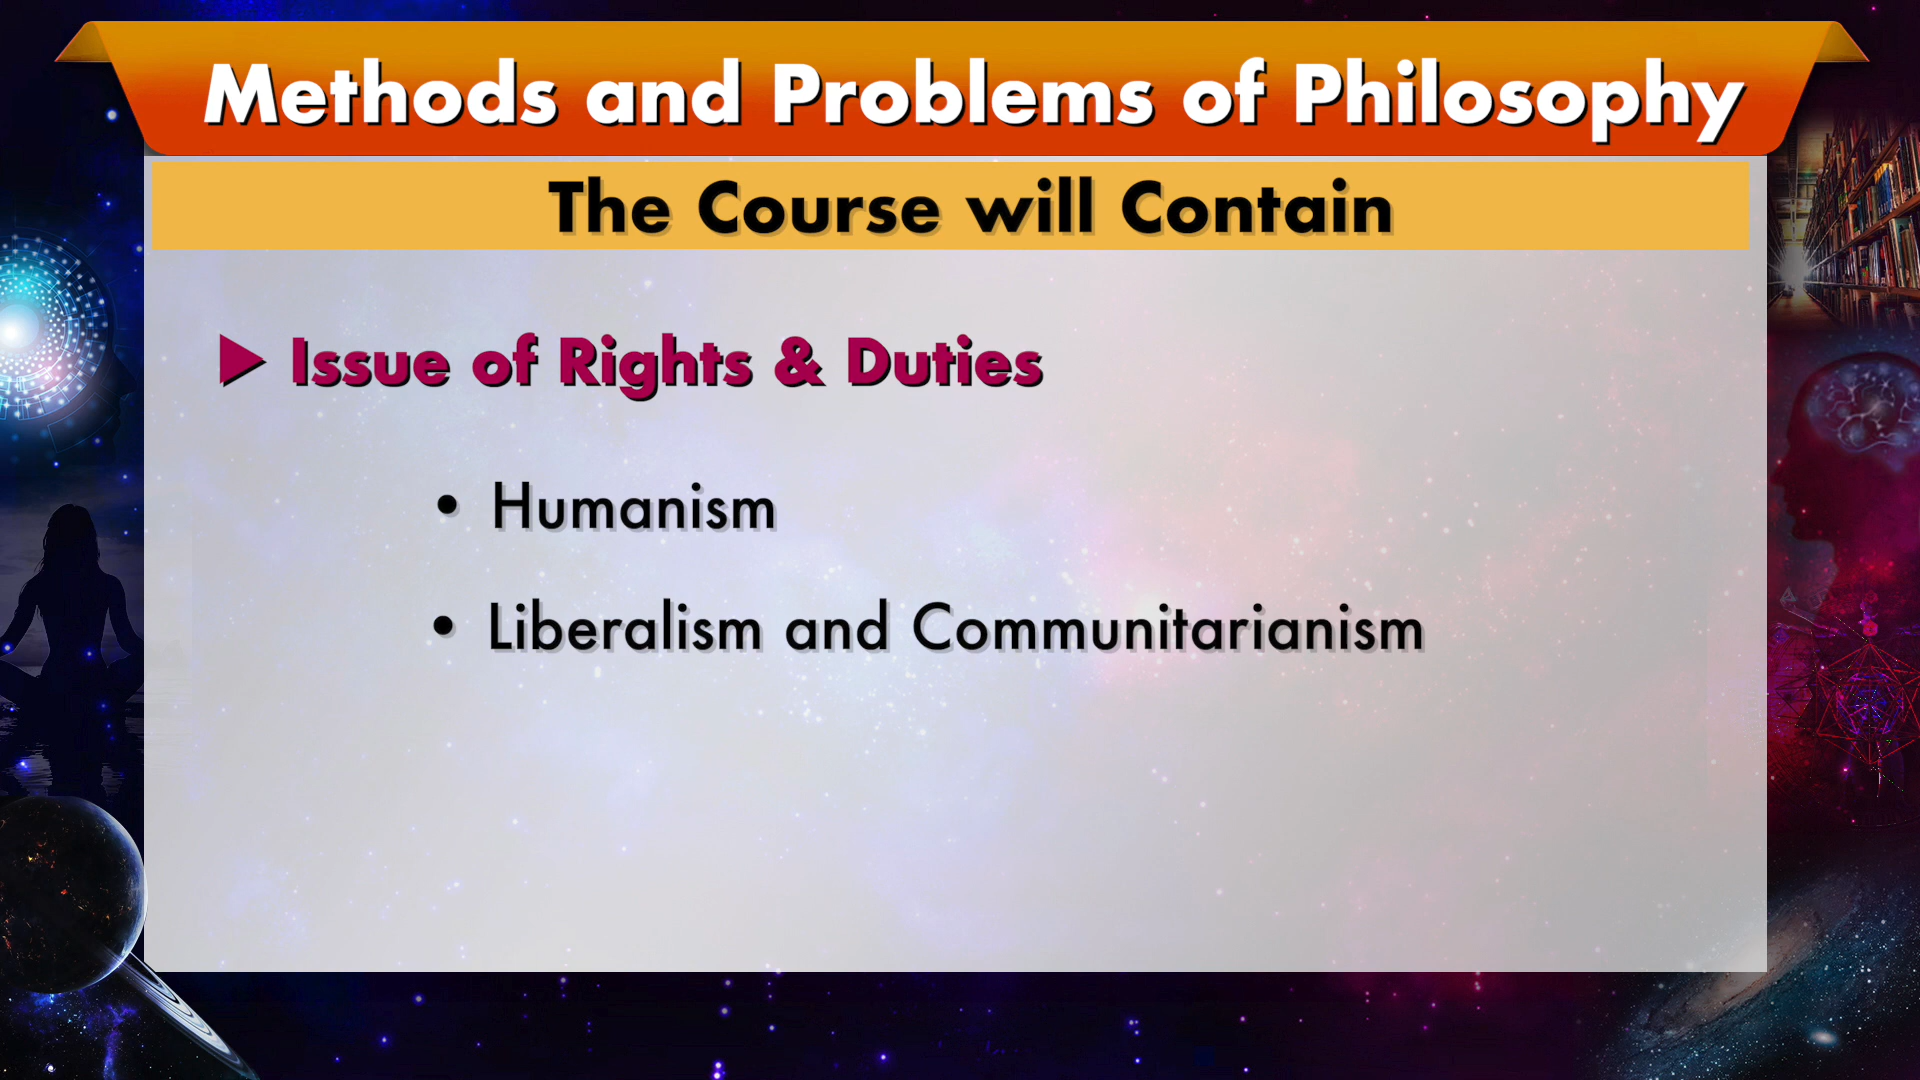 Methods and Problems of Philosophy
The Course will Contain
▶ Issue of Rights & Duties
• Humanism
• Liberalism and Communitarianism